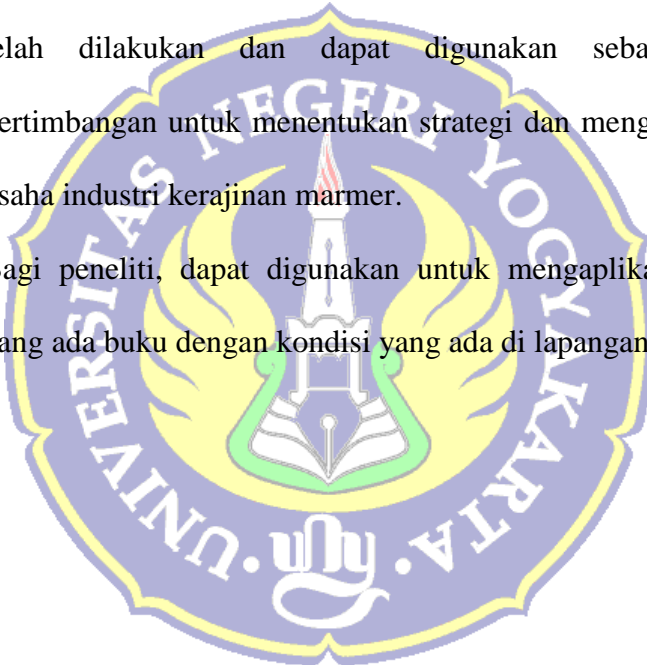 elah dilakukan dan dapat digunakan seba
ertimbangan untuk menentukan strategi dan meng
saha industri kerajinan marmer.
Bagi peneliti, dapat digunakan untuk mengaplika
ang ada buku dengan kondisi yang ada di lapangan
UNIVERSITAS NEGERI YOGYAKARTA
uny